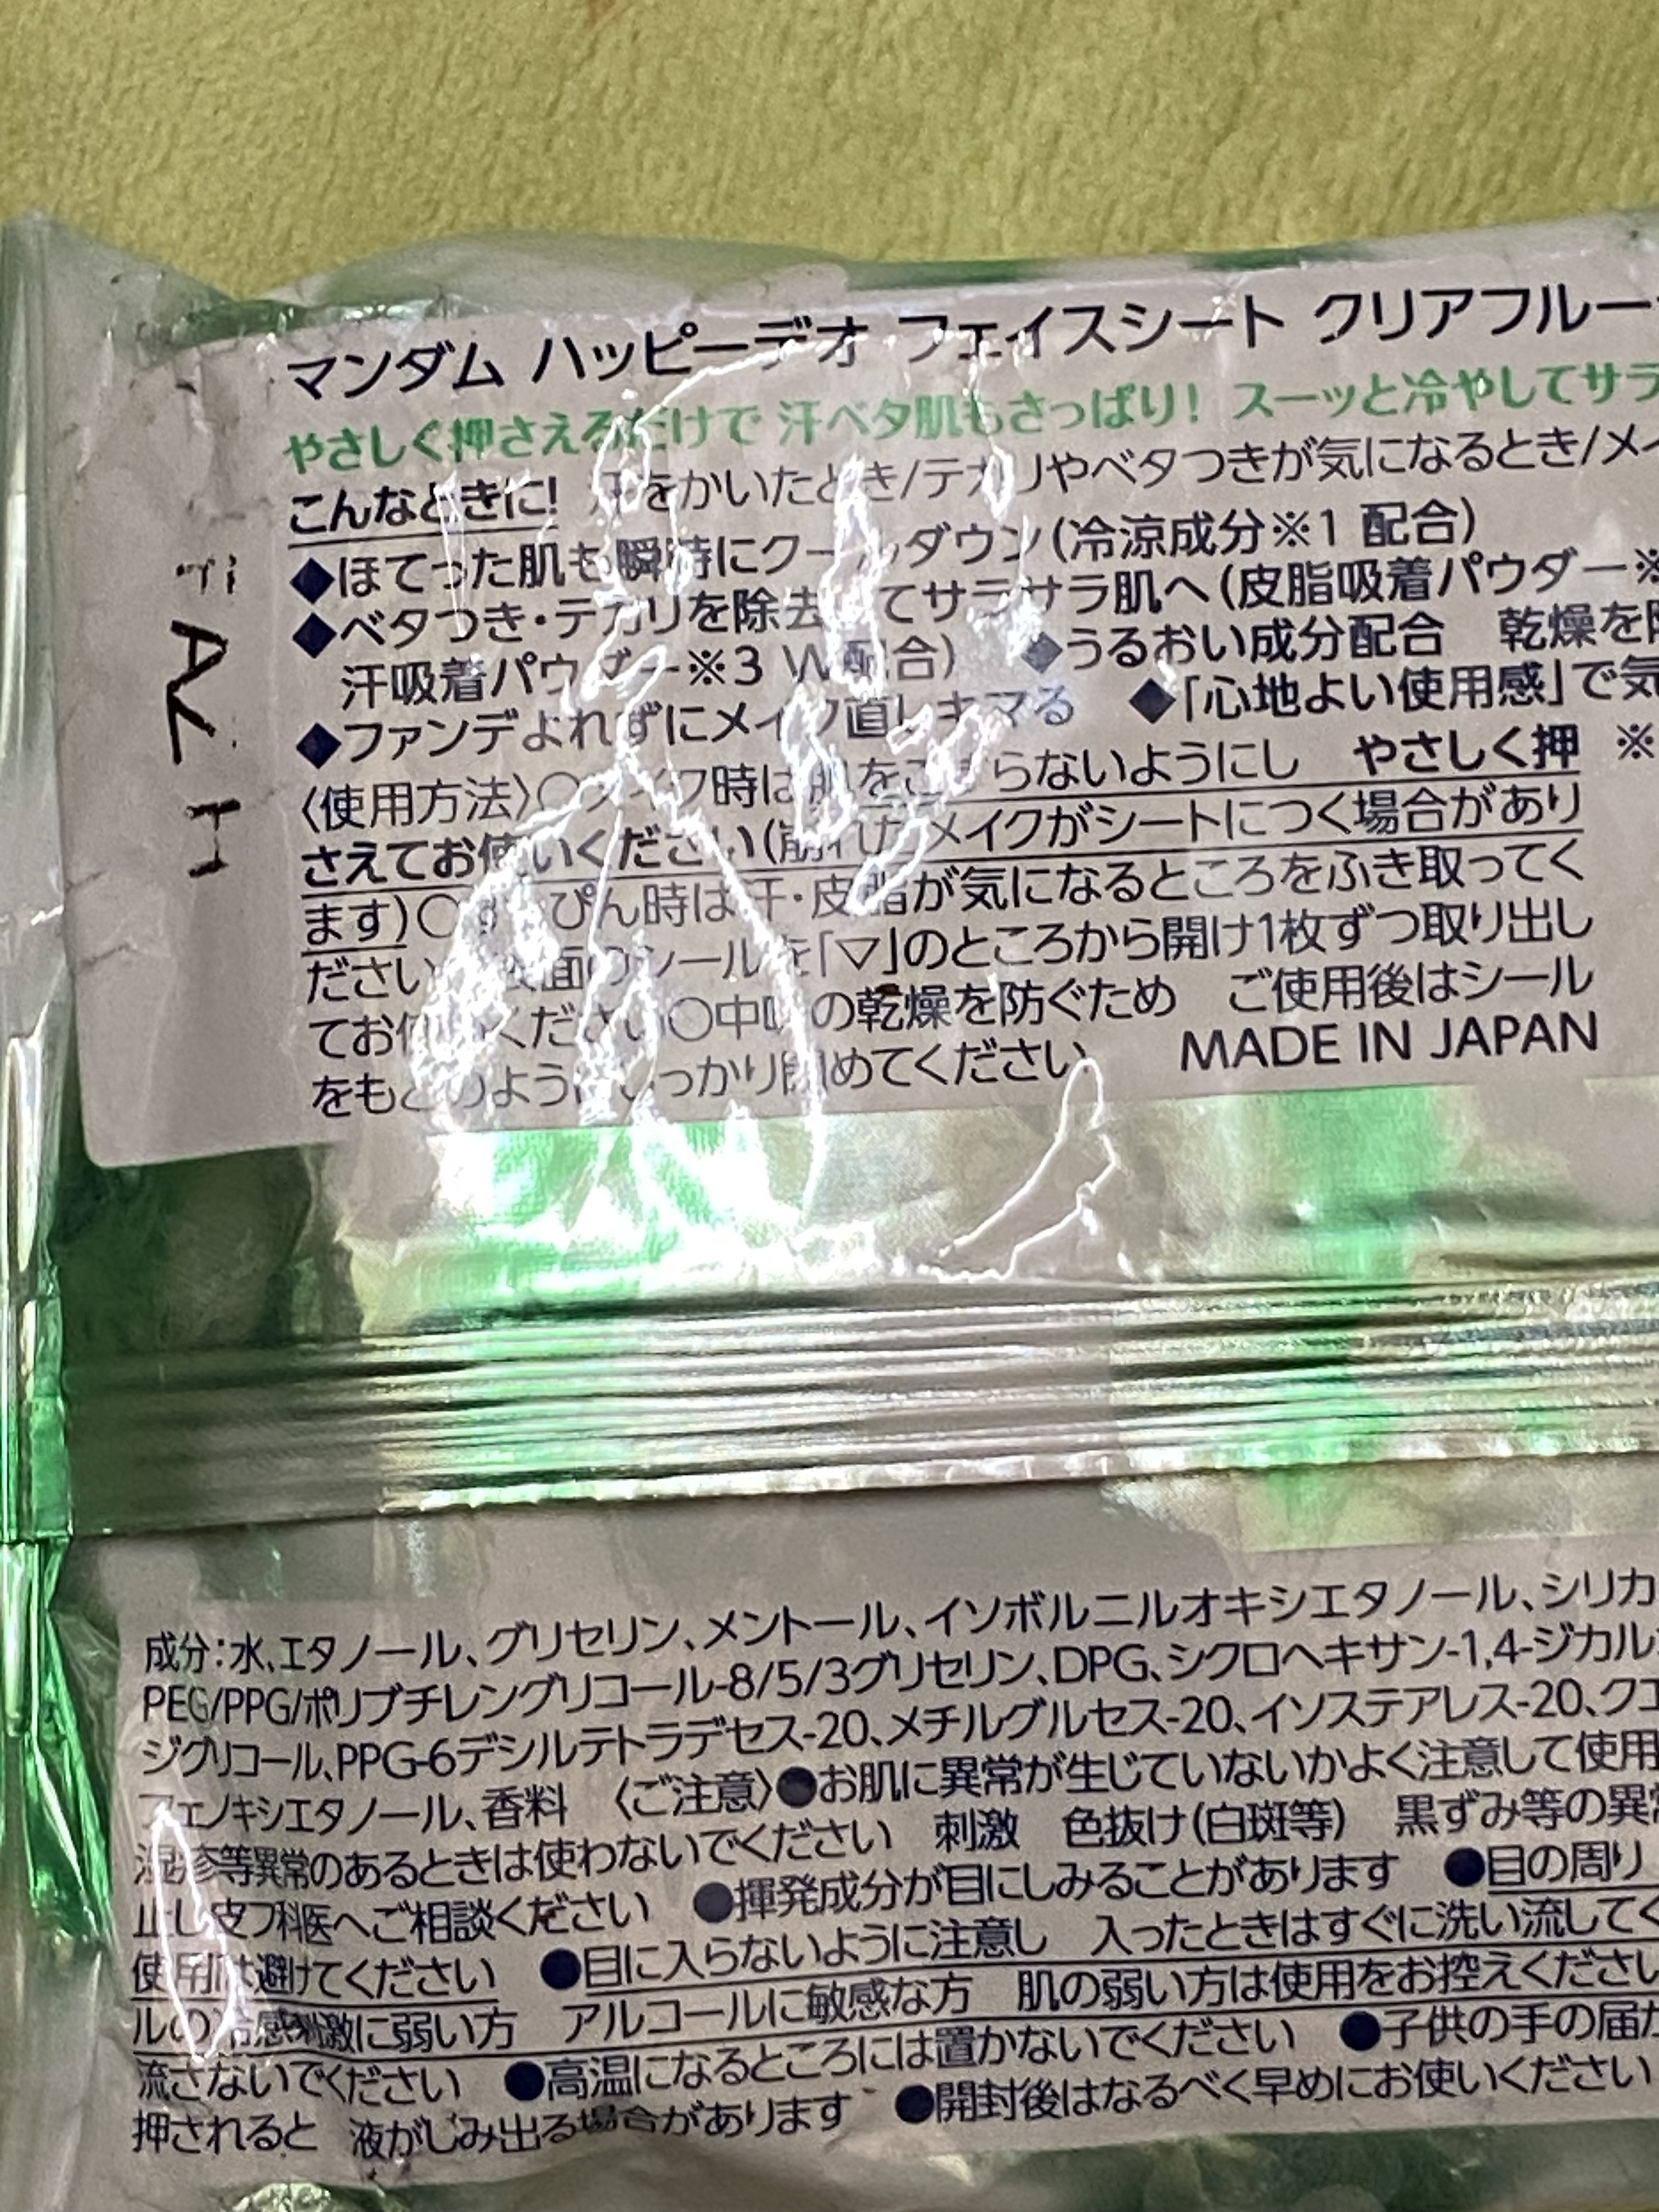 マンダム ハッピーデオ フェイスシート クリアフルー
やさしく押さえるだけで 汗ベタ肌もさっぱり! スーッと冷やしてサラ
こんなときに! 汗をかいたとき/テカリやベタつきが気になるとき/メイ
◆ほてった肌も瞬時にクールダウン(冷涼成分※1 配合)
◆ベタつき・テカリを除去してサラサラ肌へ(皮脂吸着パウダー※
汗吸着パウダー※3 W配合) ◆うるおい成分配合 乾燥を防
◆ファンデよれずにメイク直しキマる ◆「心地よい使用感」で気
〈使用方法〉○メイク時は肌をこすらないようにし やさしく押 ※
さえてお使いください(崩れたメイクがシートにつく場合があり
ます)○すっぴん時は汗・皮脂が気になるところをふき取ってく
ださい 面のシールを「▽」のところから開け1枚ずつ取り出し
てお使いください○中味の乾燥を防ぐため ご使用後はシール
をもとのようにしっかり閉めてください MADE IN JAPAN
成分:水、エタノール、グリセリン、メントール、イソボルニルオキシエタノール、シリカ
PEG/PPG/ポリブチレングリコール-8/5/3グリセリン、DPG、シクロヘキサン-1,4-ジカル
ジグリコール、PPG-6デシルテトラデセス-20、メチルグルセス-20、イソステアレス-20、クエ
フェノキシエタノール、香料 〈ご注意〉●お肌に異常が生じていないかよく注意して使用
湿疹等異常のあるときは使わないでください 刺激 色抜け(白斑等) 黒ずみ等の異常
止し皮フ科医へご相談ください ●揮発成分が目にしみることがあります ●目の周り
使用は避けてください ●目に入らないように注意し 入ったときはすぐに洗い流してく
ルの冷感刺激に弱い方 アルコールに敏感な方 肌の弱い方は使用をお控えください
流さないでください ●高温になるところには置かないでください ●子供の手の届か
押されると 液がしみ出る場合があります ●開封後はなるべく早めにお使いください